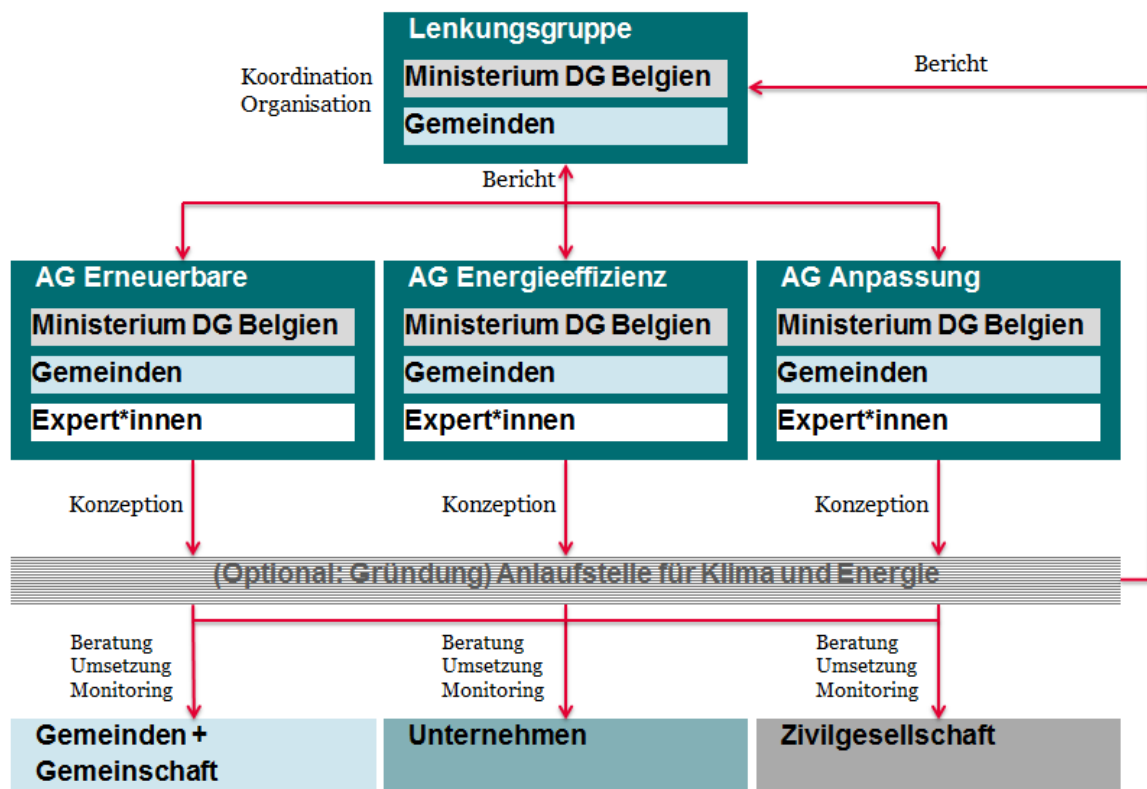 Lenkungsgruppe
Koordination
Organisation
Ministerium DG Belgien
Gemeinden
Bericht
Bericht
AG Erneuerbare
Ministerium DG Belgien
Gemeinden
Expert*innen
AG Energieeffizienz
Ministerium DG Belgien
Gemeinden
Expert*innen
AG Anpassung
Ministerium DG Belgien
Gemeinden
Expert*innen
Konzeption
Konzeption
Konzeption
(Optional: Gründung) Anlaufstelle für Klima und Energie
Beratung
Umsetzung
Monitoring
Beratung
Umsetzung
Monitoring
Beratung
Umsetzung
Monitoring
Gemeinden +
Gemeinschaft
Unternehmen
Zivilgesellschaft